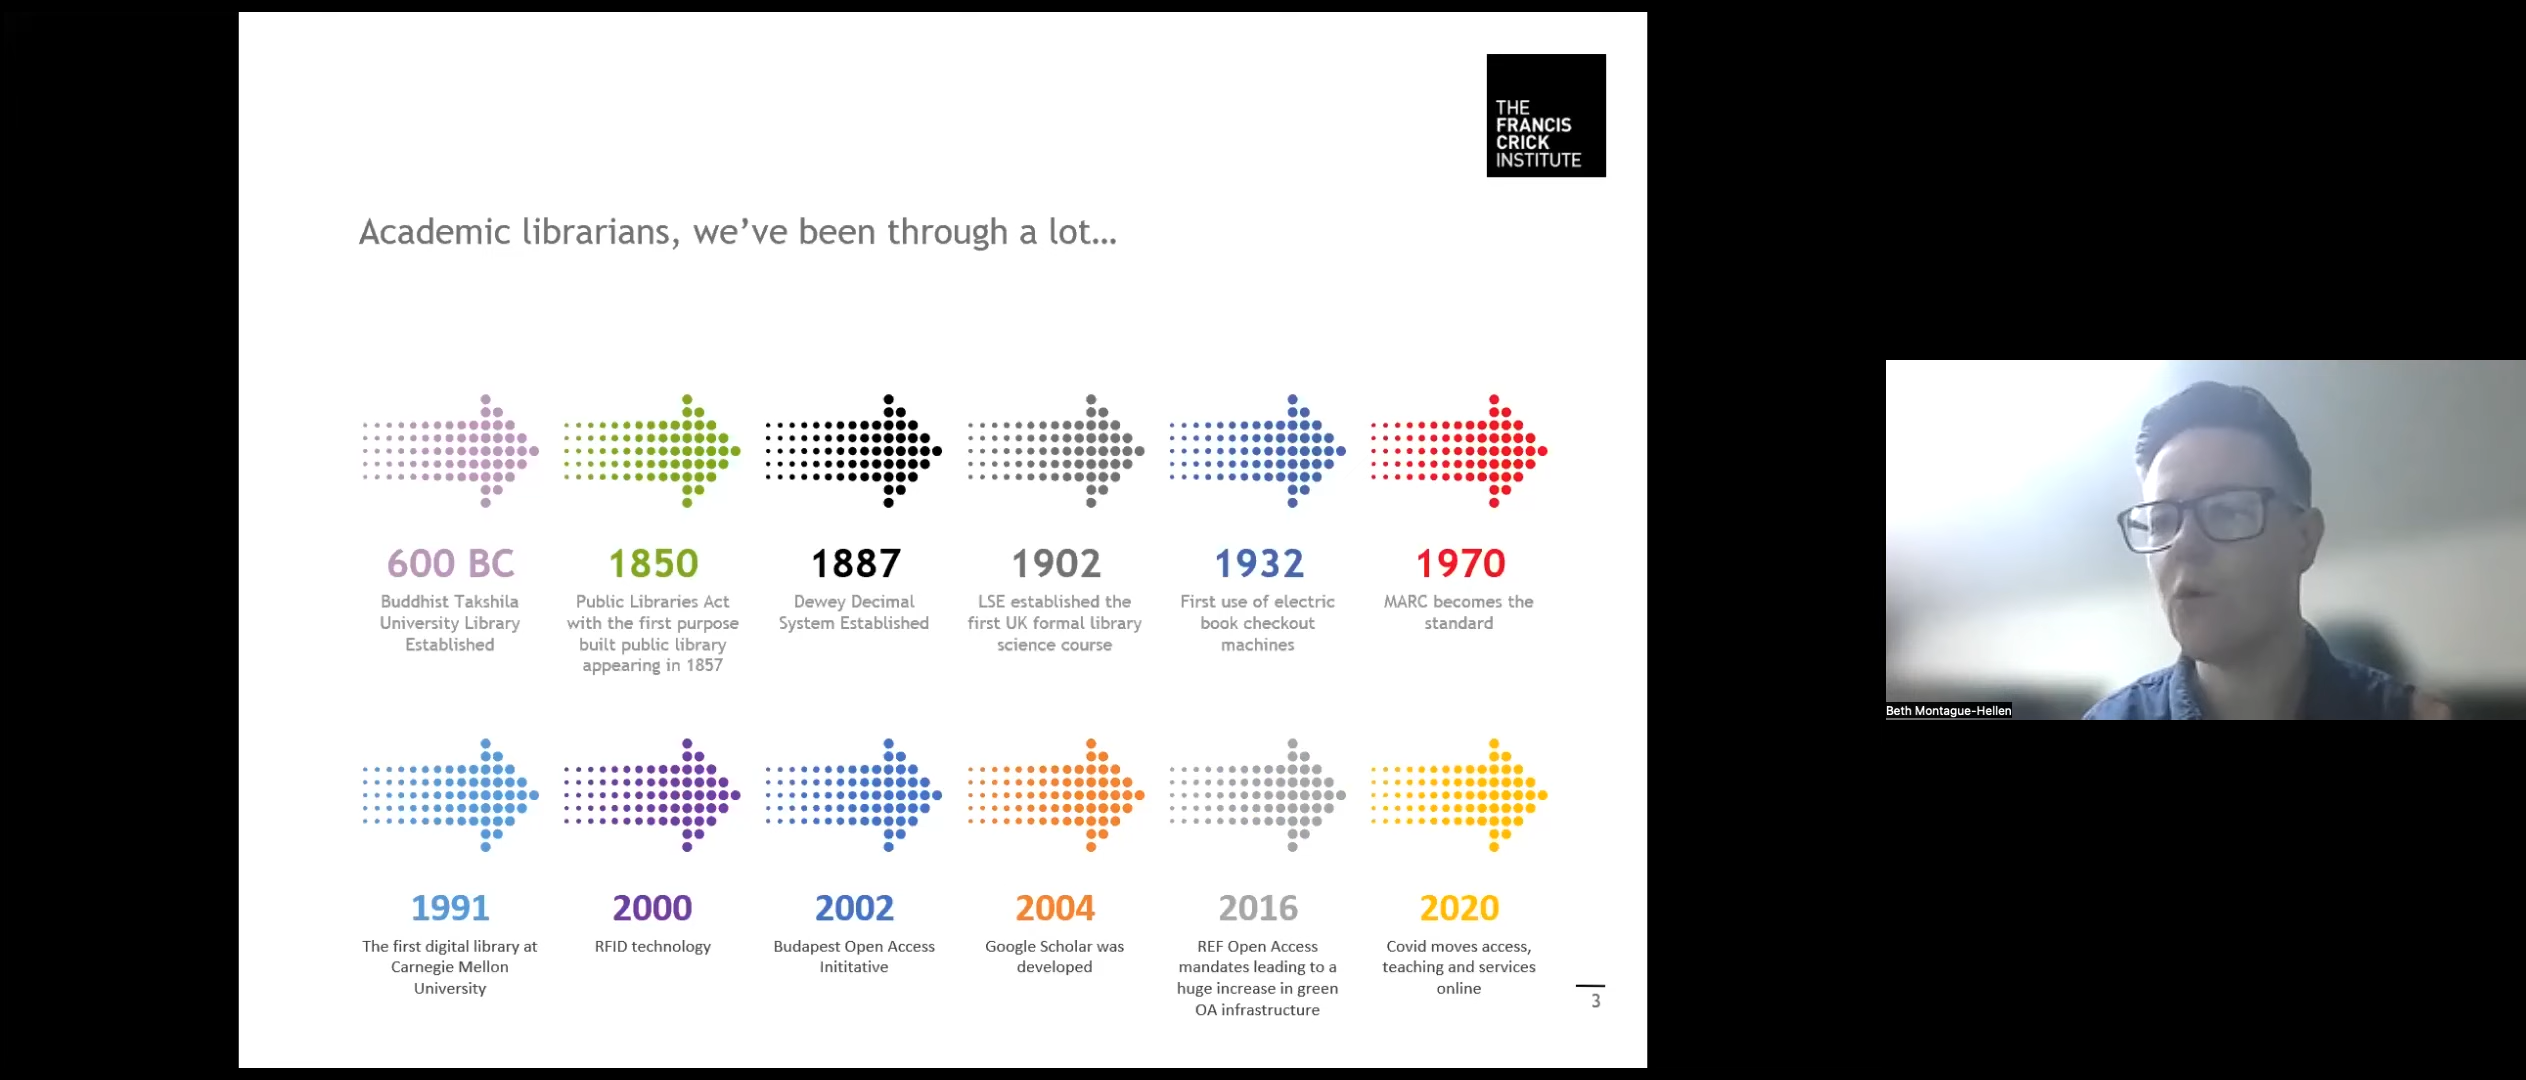 THE
FRANCIS
CRICK
INSTITUTE
Academic librarians, we've been through a lot…
600 BC
Buddhist Takshila
University Library
Established
1850
Public Libraries Act
with the first purpose
built public library
appearing in 1857
1887
Dewey Decimal
System Established
1902
LSE established the
first UK formal library
science course
1932
First use of electric
book checkout
machines
1970
MARC becomes the
standard
1991
The first digital library at
Carnegie Mellon
University
2000
RFID technology
2002
Budapest Open Access
Inititative
2004
Google Scholar was
developed
2016
REF Open Access
mandates leading to a
huge increase in green
OA infrastructure
2020
Covid moves access,
teaching and services
online
3
Beth Montague-Hellen